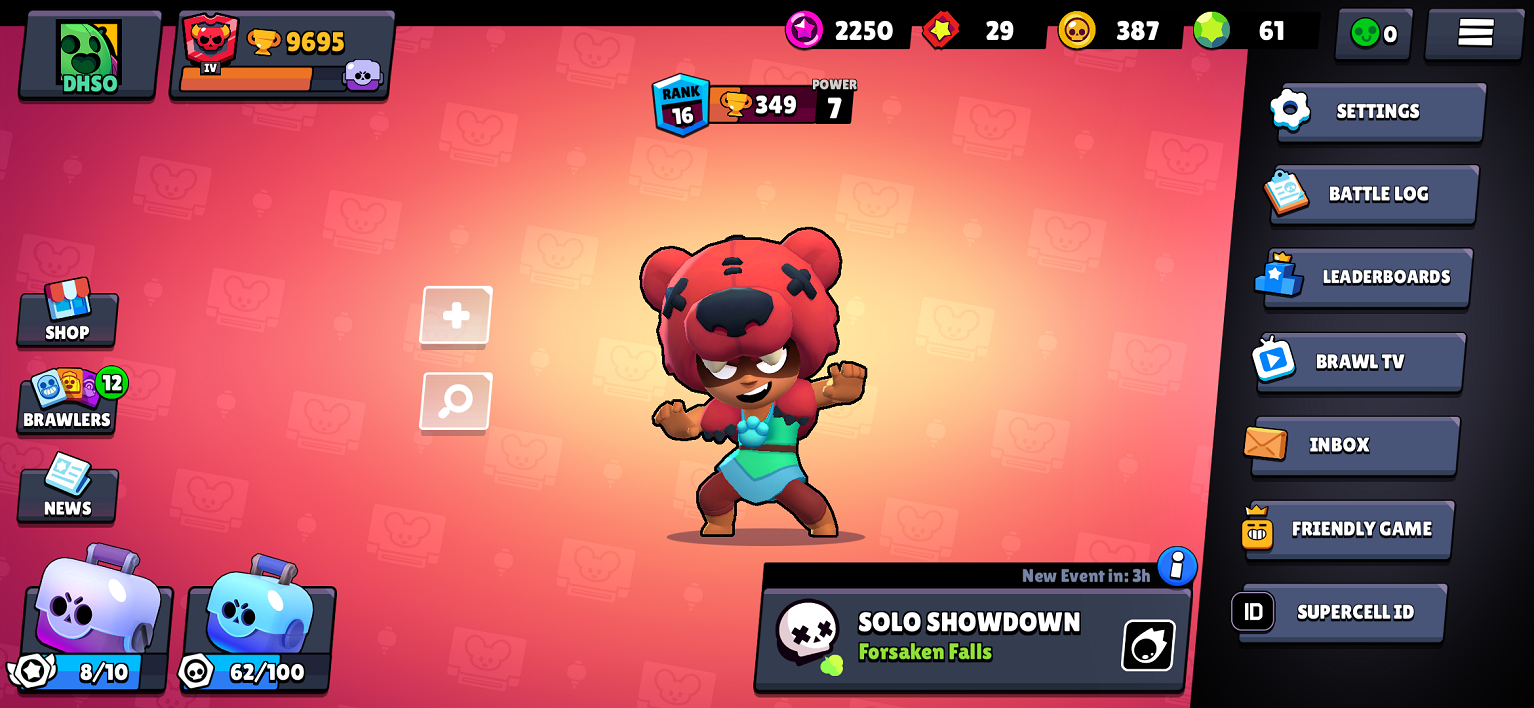 DHSO
IV
9695
2250
29
387
61
0
RANK
16
349
POWER
7
SETTINGS
BATTLE LOG
LEADERBOARDS
BRAWL TV
INBOX
FRIENDLY GAME
ID
SUPERCELL ID
SHOP
12
BRAWLERS
NEWS
8/10
62/100
New Event in: 3h
i
SOLO SHOWDOWN
Forsaken Falls